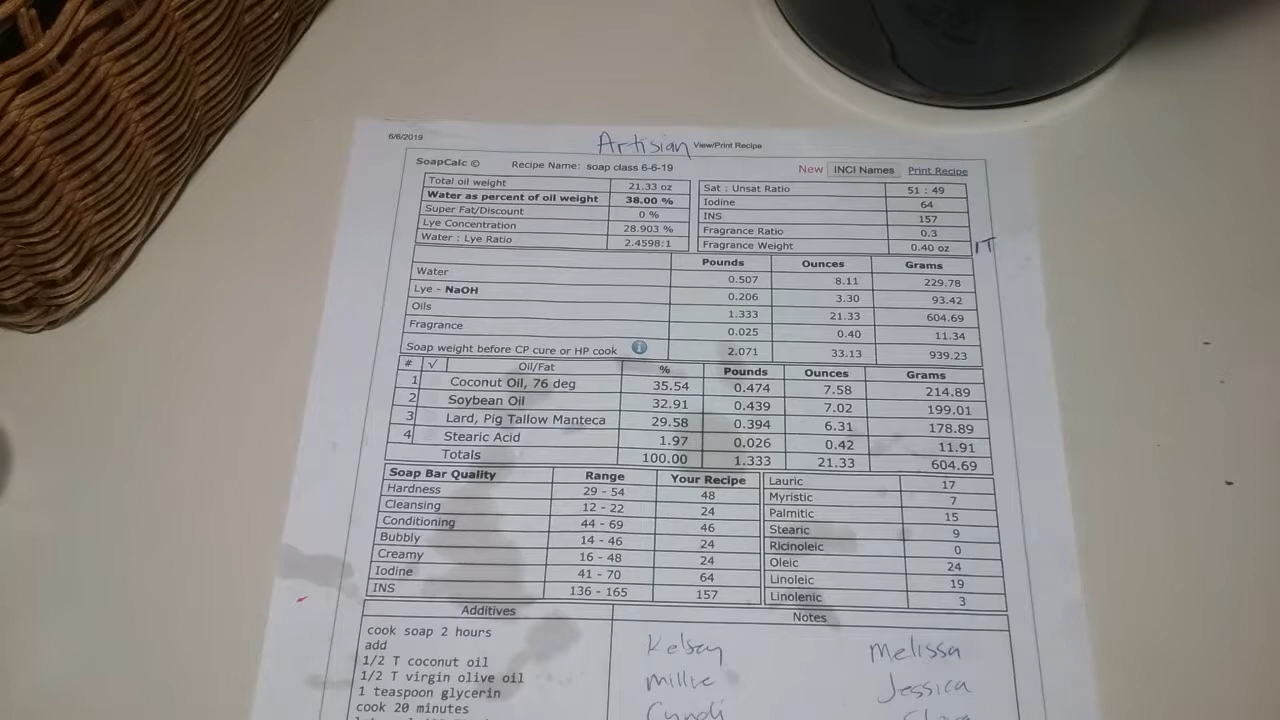 6/6/2019 Artisian View/Print Recipe
SoapCalc © Recipe Name: soap class 6-6-19 New INCI Names Print Recipe
Total oil weight 21.33 oz
Water as percent of oil weight 38.00 %
Super Fat/Discount 0 %
Lye Concentration 28.903 %
Water : Lye Ratio 2.4598:1
Sat : Unsat Ratio 51 : 49
Iodine 64
INS 157
Fragrance Ratio 0.3
Fragrance Weight 0.40 oz 1T
Pounds Ounces Grams
Water 0.507 8.11 229.78
Lye - NaOH 0.206 3.30 93.42
Oils 1.333 21.33 604.69
Fragrance 0.025 0.40 11.34
Soap weight before CP cure or HP cook i 2.071 33.13 939.23
# √ Oil/Fat % Pounds Ounces Grams
1 Coconut Oil, 76 deg 35.54 0.474 7.58 214.89
2 Soybean Oil 32.91 0.439 7.02 199.01
3 Lard, Pig Tallow Manteca 29.58 0.394 6.31 178.89
4 Stearic Acid 1.97 0.026 0.42 11.91
Totals 100.00 1.333 21.33 604.69
Soap Bar Quality Range Your Recipe
Hardness 29 - 54 48
Cleansing 12 - 22 24
Conditioning 44 - 69 46
Bubbly 14 - 46 24
Creamy 16 - 48 24
Iodine 41 - 70 64
INS 136 - 165 157
Lauric 17
Myristic 7
Palmitic 15
Stearic 9
Ricinoleic 0
Oleic 24
Linoleic 19
Linolenic 3
Additives
cook soap 2 hours
add
1/2 T coconut oil
1/2 T virgin olive oil
1 teaspoon glycerin
cook 20 minutes
Notes
Kelsey Melissa
Millie Jessica
Cyndi